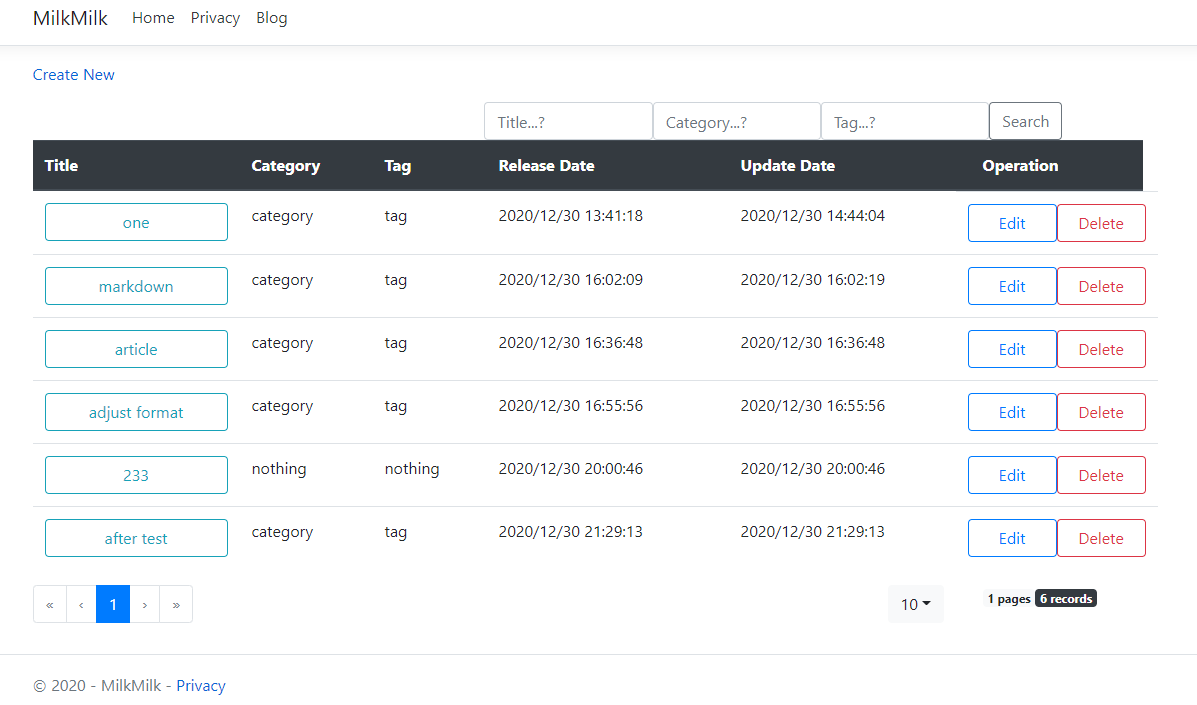 MilkMilk Home Privacy Blog
Create New
Title...? Category...? Tag...? Search
Title Category Tag Release Date Update Date Operation
one category tag 2020/12/30 13:41:18 2020/12/30 14:44:04 Edit Delete
markdown category tag 2020/12/30 16:02:09 2020/12/30 16:02:19 Edit Delete
article category tag 2020/12/30 16:36:48 2020/12/30 16:36:48 Edit Delete
adjust format category tag 2020/12/30 16:55:56 2020/12/30 16:55:56 Edit Delete
233 nothing nothing 2020/12/30 20:00:46 2020/12/30 20:00:46 Edit Delete
after test category tag 2020/12/30 21:29:13 2020/12/30 21:29:13 Edit Delete
« ‹ 1 › » 10 1 pages 6 records
© 2020 - MilkMilk - Privacy